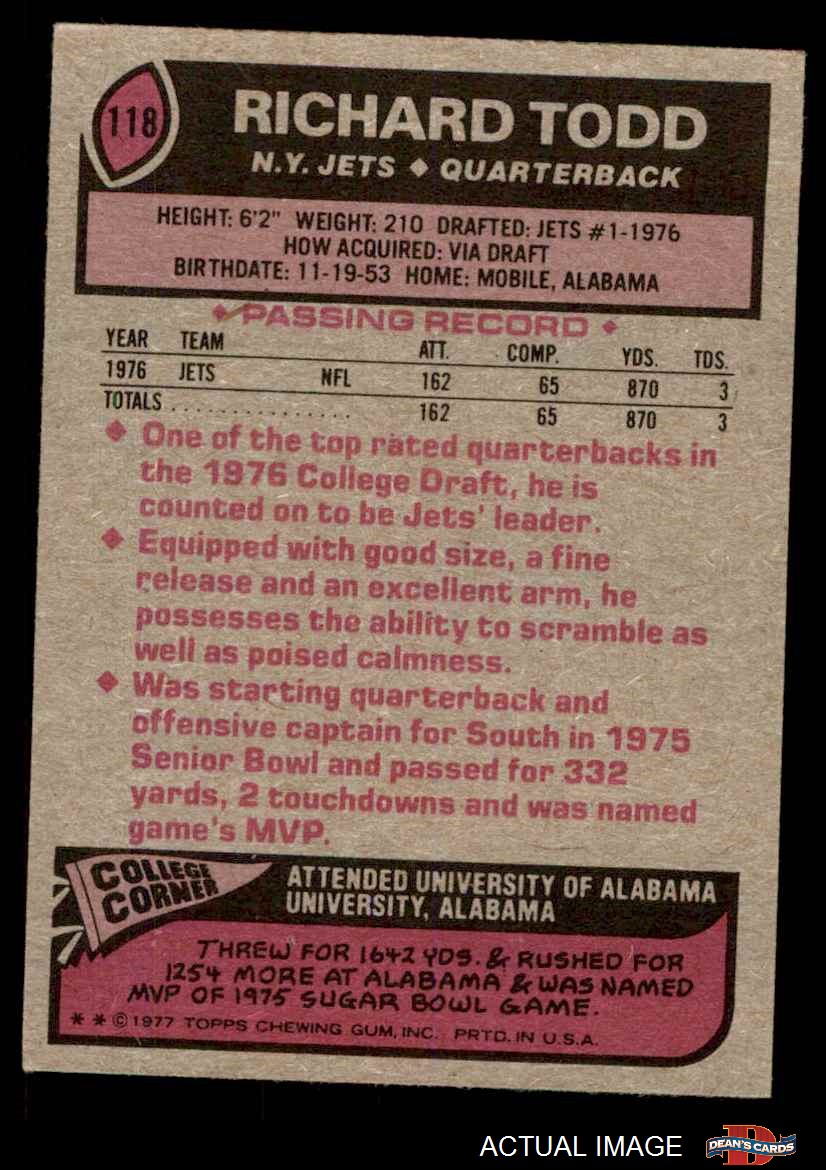 118
RICHARD TODD
N.Y. JETS ♦ QUARTERBACK
HEIGHT: 6'2" WEIGHT: 210 DRAFTED: JETS #1-1976
HOW ACQUIRED: VIA DRAFT
BIRTHDATE: 11-19-53 HOME: MOBILE, ALABAMA
♦ PASSING RECORD ♦
YEAR TEAM ATT. COMP. YDS. TDS.
1976 JETS NFL 162 65 870 3
TOTALS . . . . . . . . . . . . . . . 162 65 870 3
♦ One of the top rated quarterbacks in
the 1976 College Draft, he is
counted on to be Jets' leader.
♦ Equipped with good size, a fine
release and an excellent arm, he
possesses the ability to scramble as
well as poised calmness.
♦ Was starting quarterback and
offensive captain for South in 1975
Senior Bowl and passed for 332
yards, 2 touchdowns and was named
game's MVP.
COLLEGE
CORNER
ATTENDED UNIVERSITY OF ALABAMA
UNIVERSITY, ALABAMA
THREW FOR 1642 YDS. & RUSHED FOR
1254 MORE AT ALABAMA & WAS NAMED
MVP OF 1975 SUGAR BOWL GAME.
* * © 1977 TOPPS CHEWING GUM, INC. PRTD. IN U.S.A.
ACTUAL IMAGE
D
DEAN'S CARDS